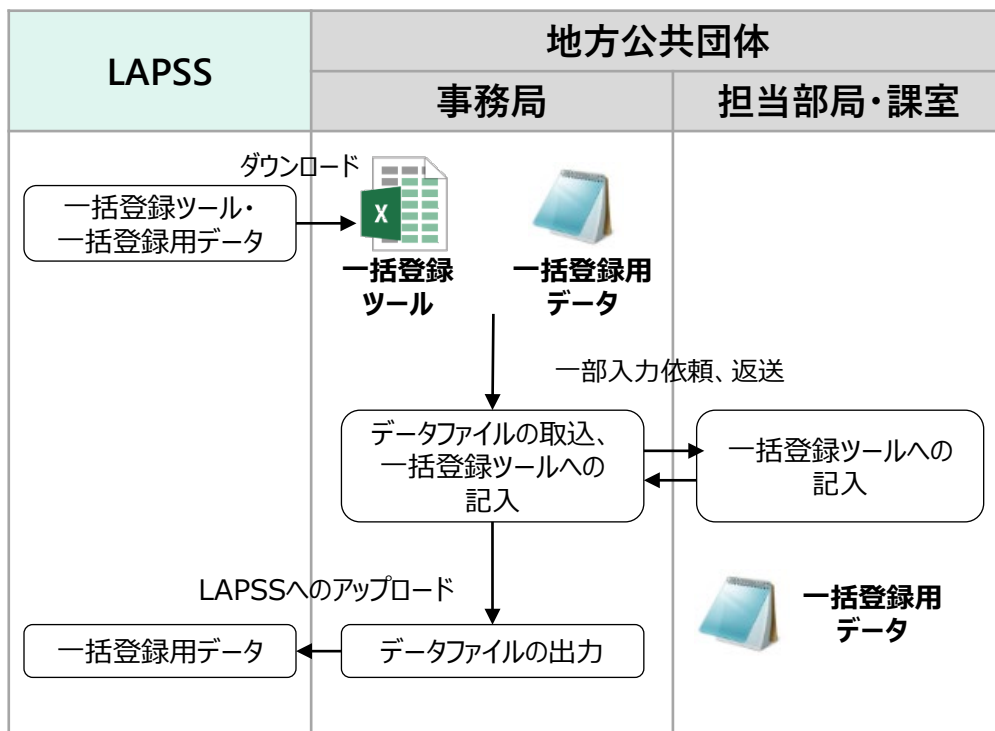 LAPSS
地方公共団体
事務局
担当部局・課室
ダウンロード
一括登録ツール・
一括登録用データ
X
一括登録
ツール
一括登録用
データ
一部入力依頼、返送
データファイルの取込、
一括登録ツールへの
記入
一括登録ツールへの
記入
LAPSSへのアップロード
一括登録用データ
データファイルの出力
一括登録用
データ